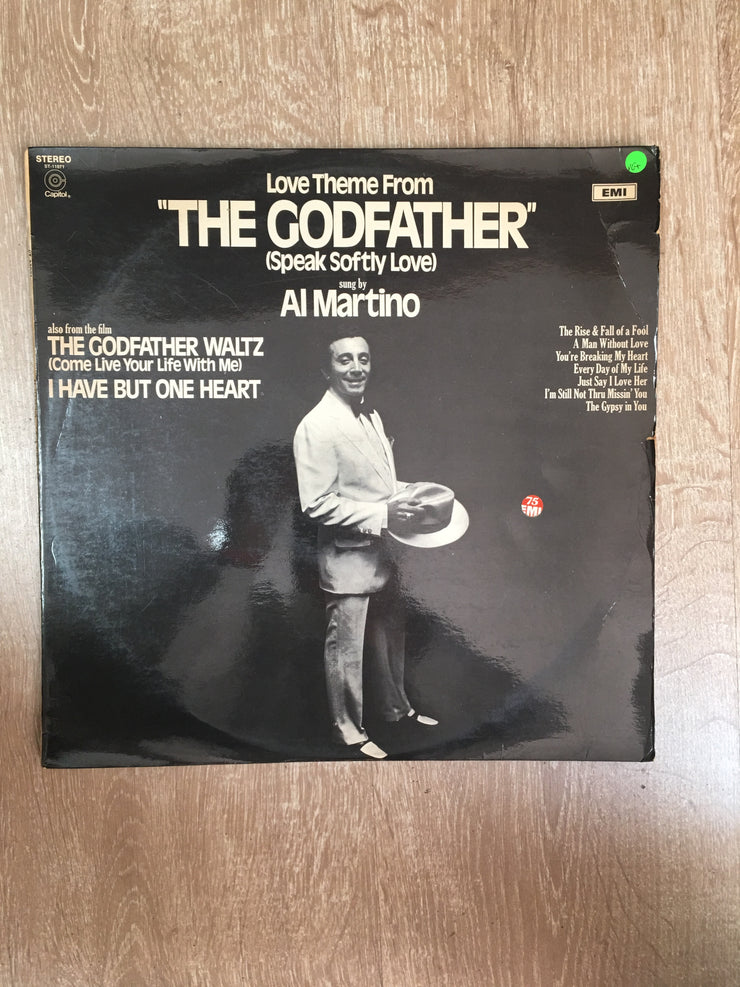 STEREO
ST-11071
Capitol®
VG+
EMI
Love Theme From
"THE GODFATHER"
(Speak Softly Love)
sung by
Al Martino
also from the film
THE GODFATHER WALTZ
(Come Live Your Life With Me)
I HAVE BUT ONE HEART
The Rise & Fall of a Fool
A Man Without Love
You're Breaking My Heart
Every Day of My Life
Just Say I Love Her
I'm Still Not Thru Missin' You
The Gypsy in You
75
EMI